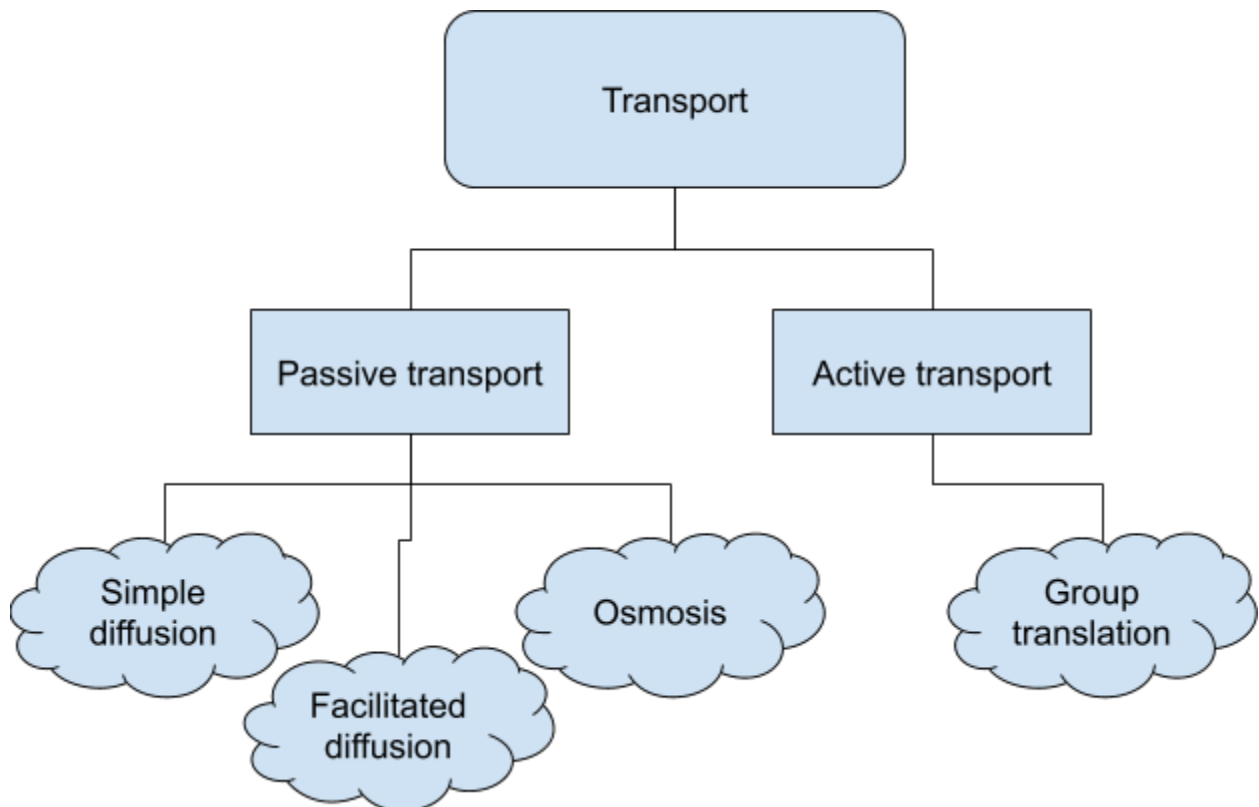 Transport
Passive transport
Active transport
Simple
diffusion
Facilitated
diffusion
Osmosis
Group
translation